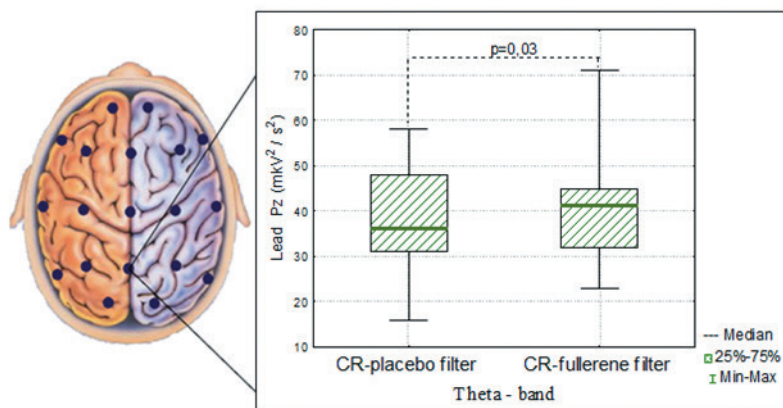 p=0,03
80
70
60
50
40
30
20
10
Lead Pz (mkV² / s²)
CR-placebo filter CR-fullerene filter
Theta - band
Median
25%-75%
Min-Max